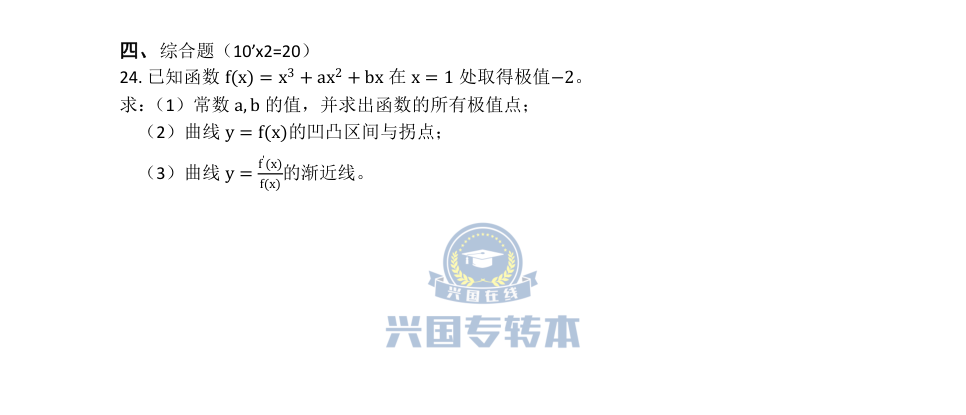 四、综合题（10’x2=20）
24. 已知函数 f(x) = x³ + ax² + bx 在 x = 1 处取得极值−2。
求：（1）常数 a, b 的值，并求出函数的所有极值点；
（2）曲线 y = f(x)的凹凸区间与拐点；
（3）曲线 y = f′(x)/f(x)的渐近线。
兴国在线
兴国专转本